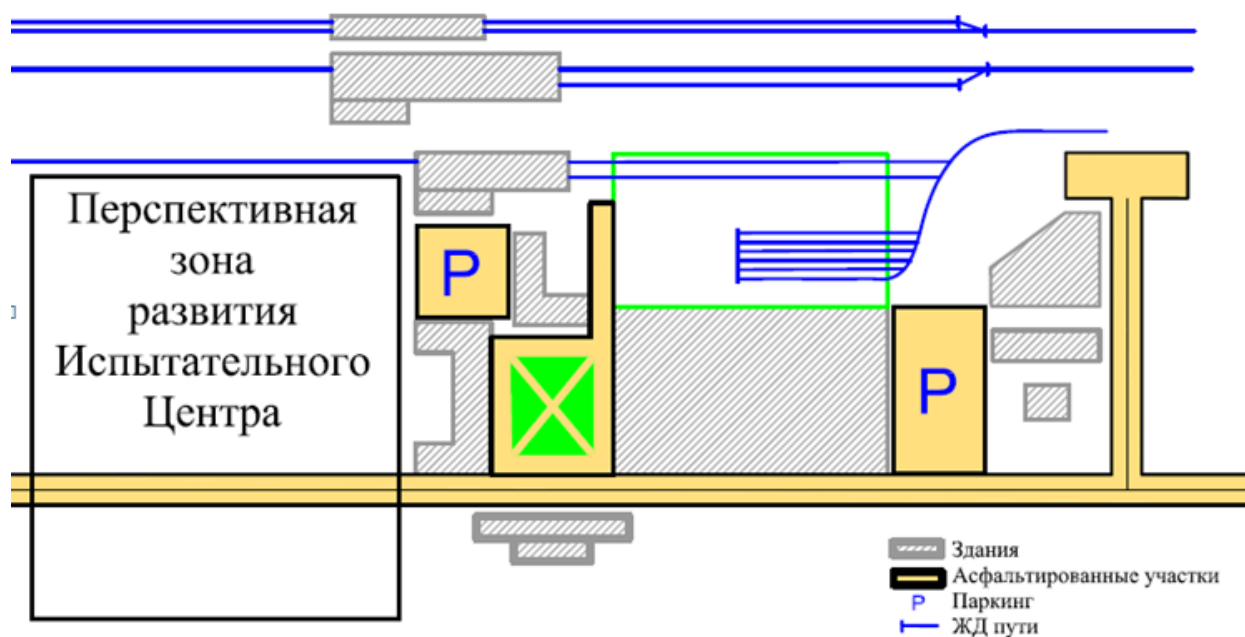 Перспективная
зона
развития
Испытательного
Центра
P
P
Здания
Асфальтированные участки
P Паркинг
ЖД пути